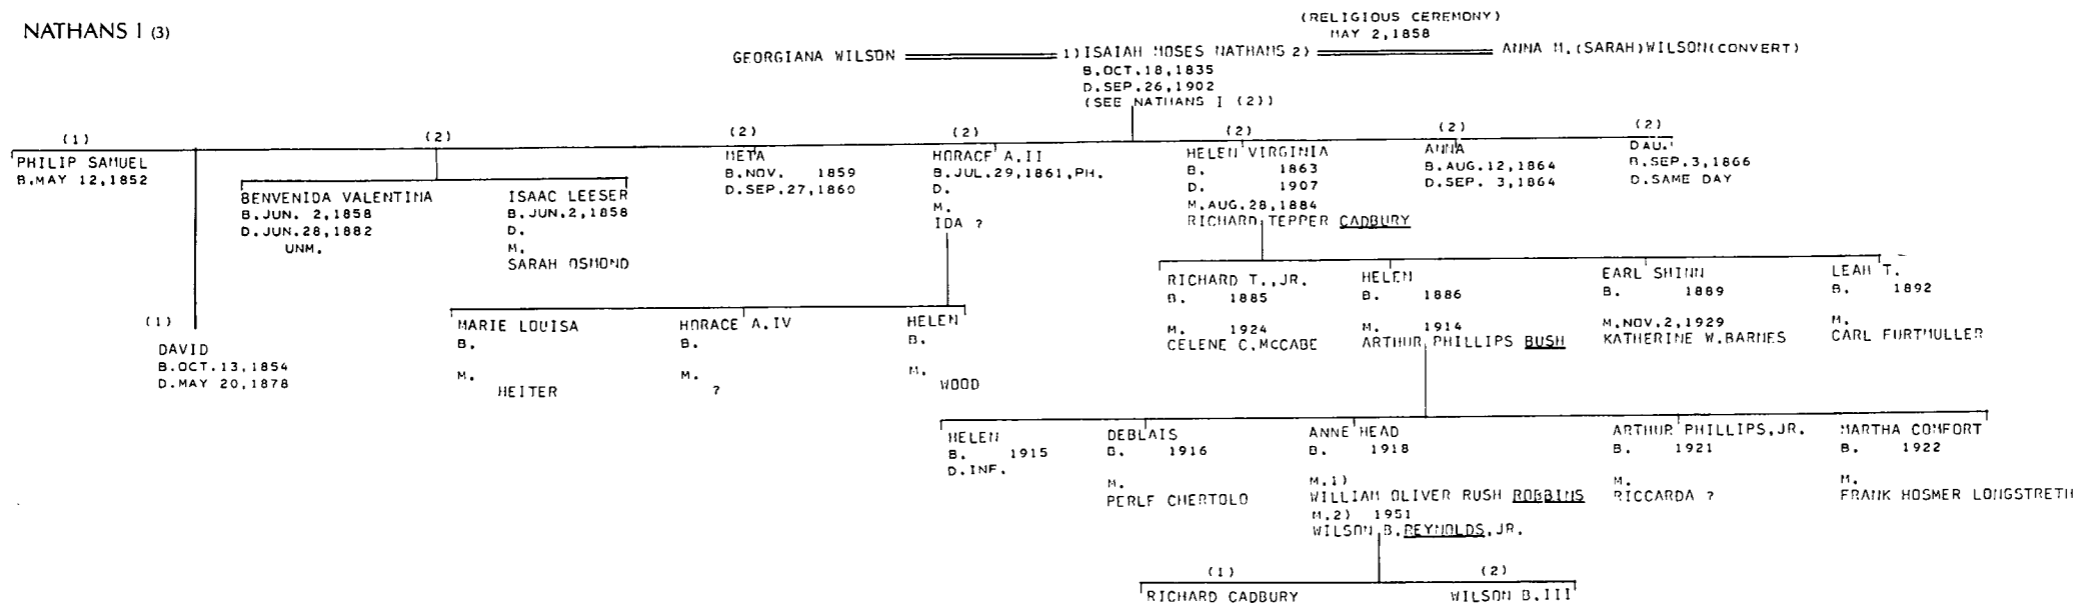 NATHANS I (3)
(RELIGIOUS CEREMONY)
MAY 2,1858
GEORGIANA WILSON 1)ISAIAH MOSES NATHANS 2) ANNA M.(SARAH)WILSON(CONVERT)
B.OCT.18,1835
D.SEP.26,1902
(SEE NATHANS I (2))
(1) (2) (2) (2) (2) (2) (2)
PHILIP SAMUEL
B.MAY 12,1852
BENVENIDA VALENTINA
B.JUN. 2,1858
D.JUN.28,1882
UNM.
ISAAC LEESER
B.JUN.2,1858
D.
M.
SARAH OSMOND
META
B.NOV. 1859
D.SEP.27,1860
HORACE A.II
B.JUL.29,1861,PH.
D.
M.
IDA ?
HELEN VIRGINIA
B. 1863
D. 1907
M.AUG.28,1884
RICHARD TEPPER CADBURY
ANNA
B.AUG.12,1864
D.SEP. 3,1864
DAU.
B.SEP.3,1866
D.SAME DAY
(1)
DAVID
B.OCT.13,1854
D.MAY 20,1878
MARIE LOUISA
B.
M.
HEITER
HORACE A.IV
B.
M.
?
HELEN
B.
M.
WOOD
RICHARD T.,JR.
B. 1885
M. 1924
CELENE C.MCCABE
HELEN
B. 1886
M. 1914
ARTHUR PHILLIPS BUSH
EARL SHINN
B. 1889
M.NOV.2,1929
KATHERINE W.BARNES
LEAH T.
B. 1892
M.
CARL FURTMULLER
HELEN
B. 1915
D.INF.
DEBLAIS
B. 1916
M.
PERLE CHERTOLO
ANNE HEAD
B. 1918
M.1)
WILLIAM OLIVER RUSH ROBBINS
M.2) 1951
WILSON B.REYNOLDS,JR.
ARTHUR PHILLIPS,JR.
B. 1921
M.
RICCARDA ?
MARTHA COMFORT
B. 1922
M.
FRANK HOSMER LONGSTRETH
(1) (2)
RICHARD CADBURY WILSON B.III